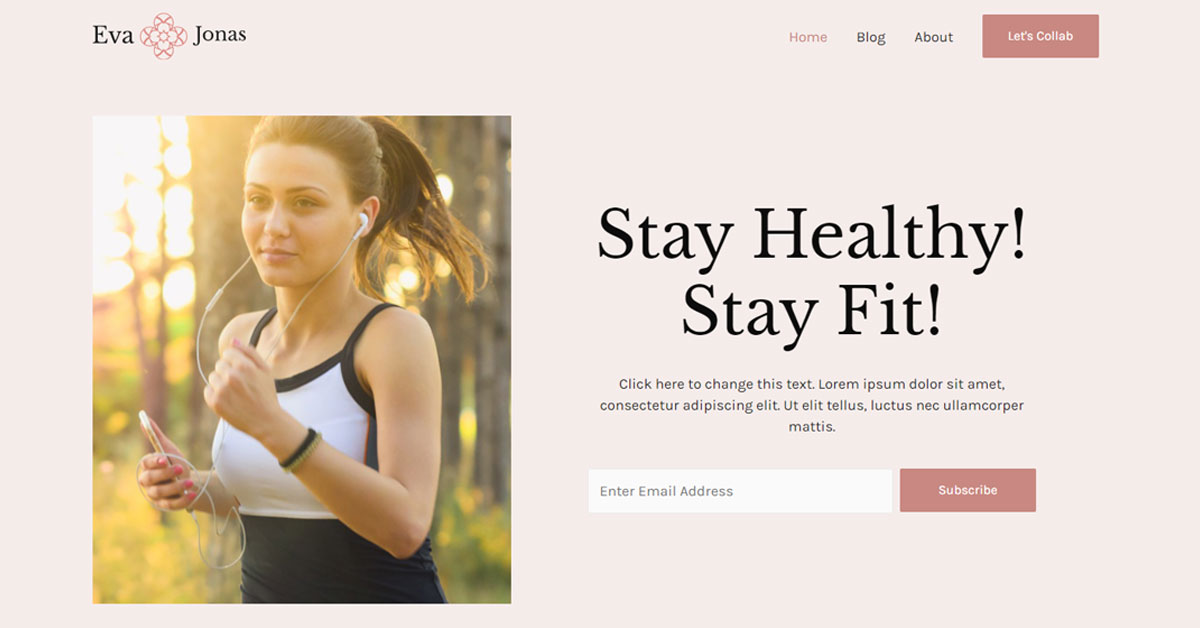 Eva Jonas
Home Blog About Let's Collab
Stay Healthy!
Stay Fit!
Click here to change this text. Lorem ipsum dolor sit amet,
consectetur adipiscing elit. Ut elit tellus, luctus nec ullamcorper
mattis.
Enter Email Address Subscribe